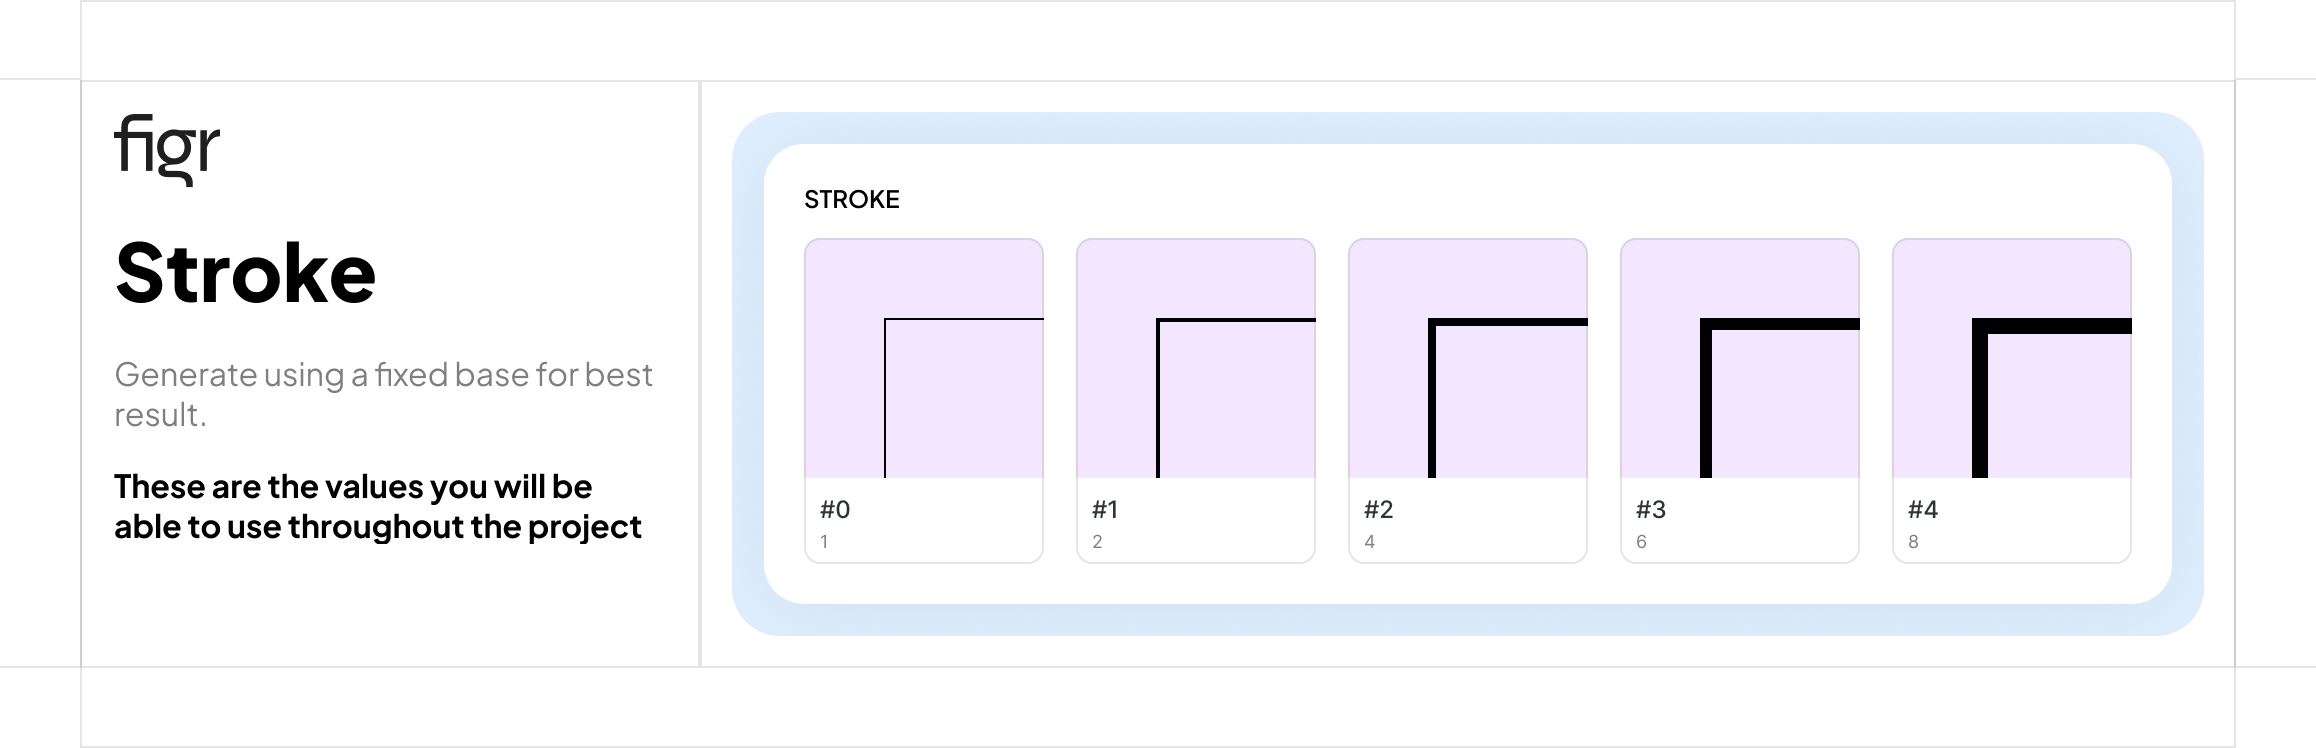 figr
Stroke
Generate using a fixed base for best
result.
These are the values you will be
able to use throughout the project
STROKE
#0
1
#1
2
#2
4
#3
6
#4
8